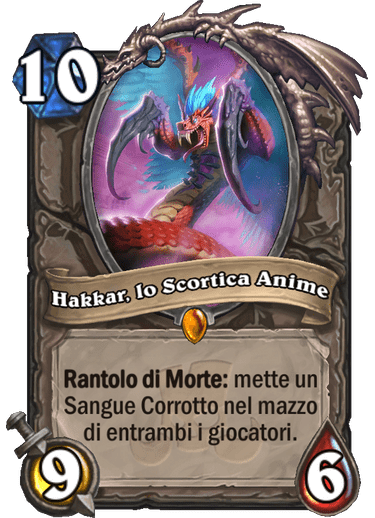 10
Hakkar, lo Scortica Anime
Rantolo di Morte: mette un
Sangue Corrotto nel mazzo
di entrambi i giocatori.
9
6